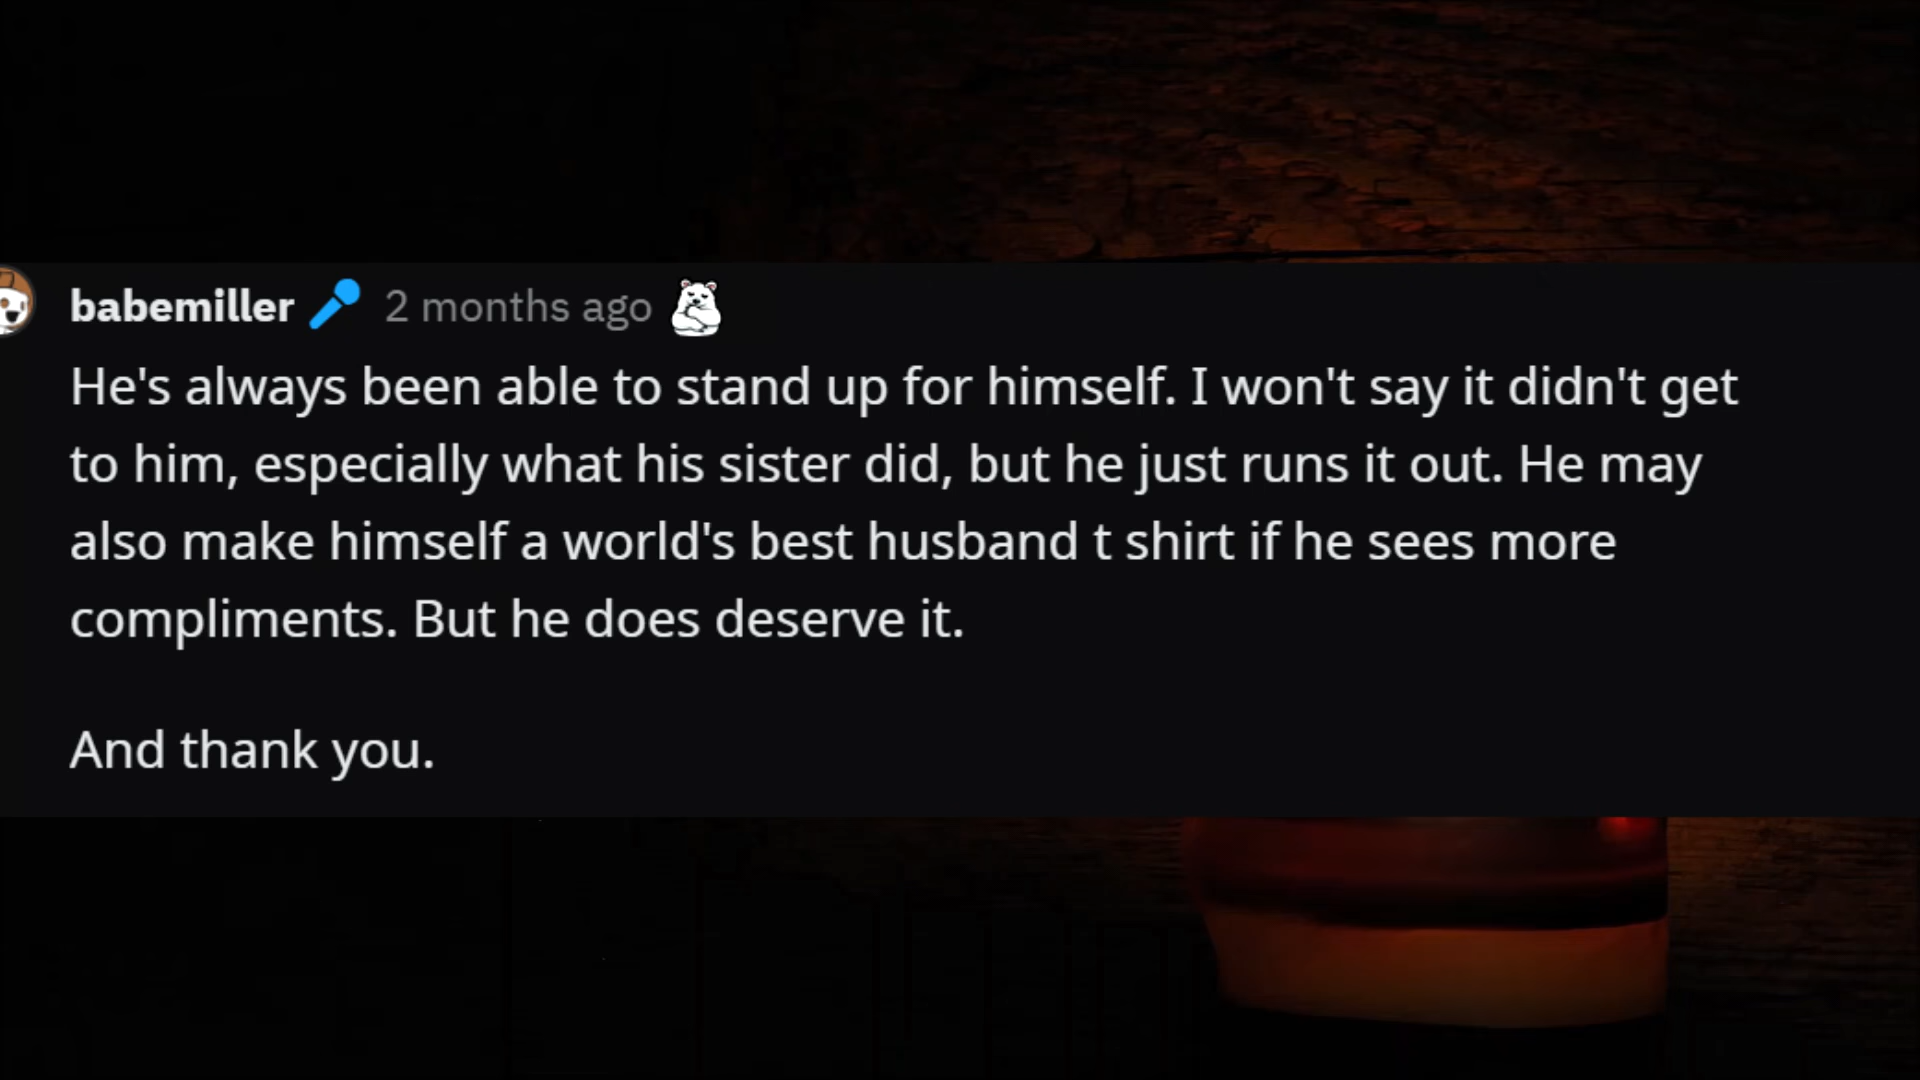 babemiller 2 months ago
He's always been able to stand up for himself. I won't say it didn't get
to him, especially what his sister did, but he just runs it out. He may
also make himself a world's best husband t shirt if he sees more
compliments. But he does deserve it.
And thank you.